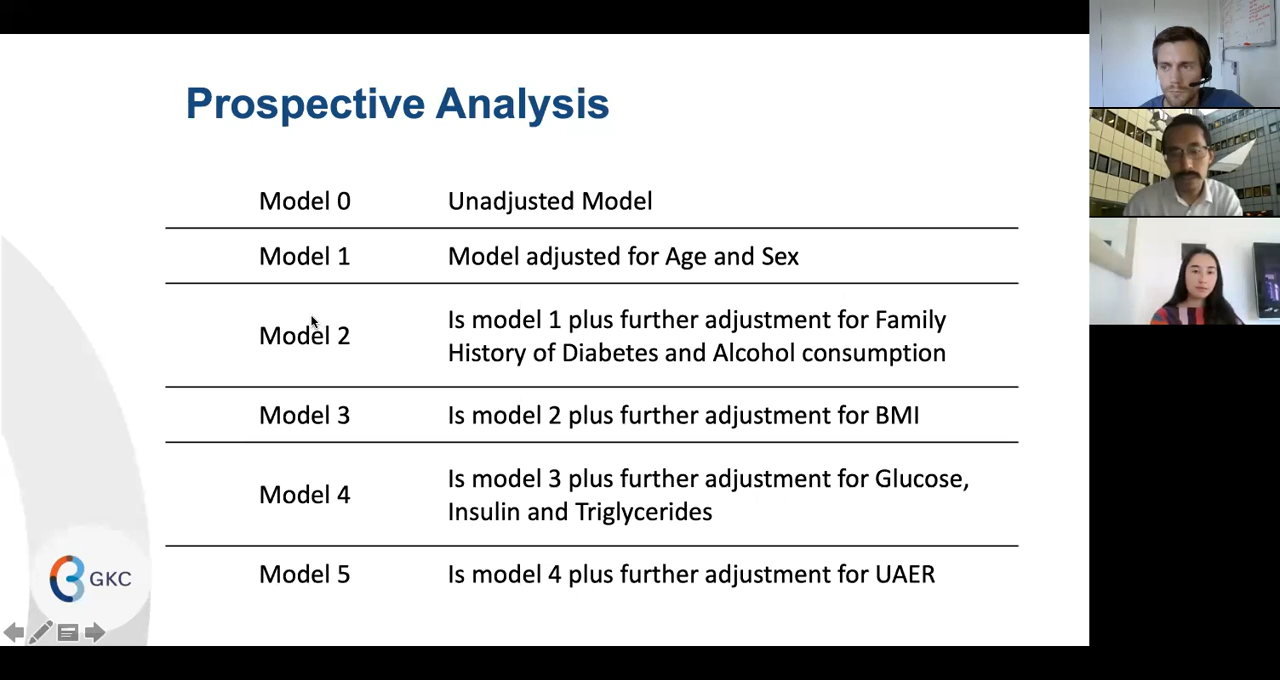 Prospective Analysis
Model 0
Unadjusted Model
Model 1
Model adjusted for Age and Sex
Model 2
Is model 1 plus further adjustment for Family
History of Diabetes and Alcohol consumption
Model 3
Is model 2 plus further adjustment for BMI
Model 4
Is model 3 plus further adjustment for Glucose,
Insulin and Triglycerides
Model 5
Is model 4 plus further adjustment for UAER
GKC